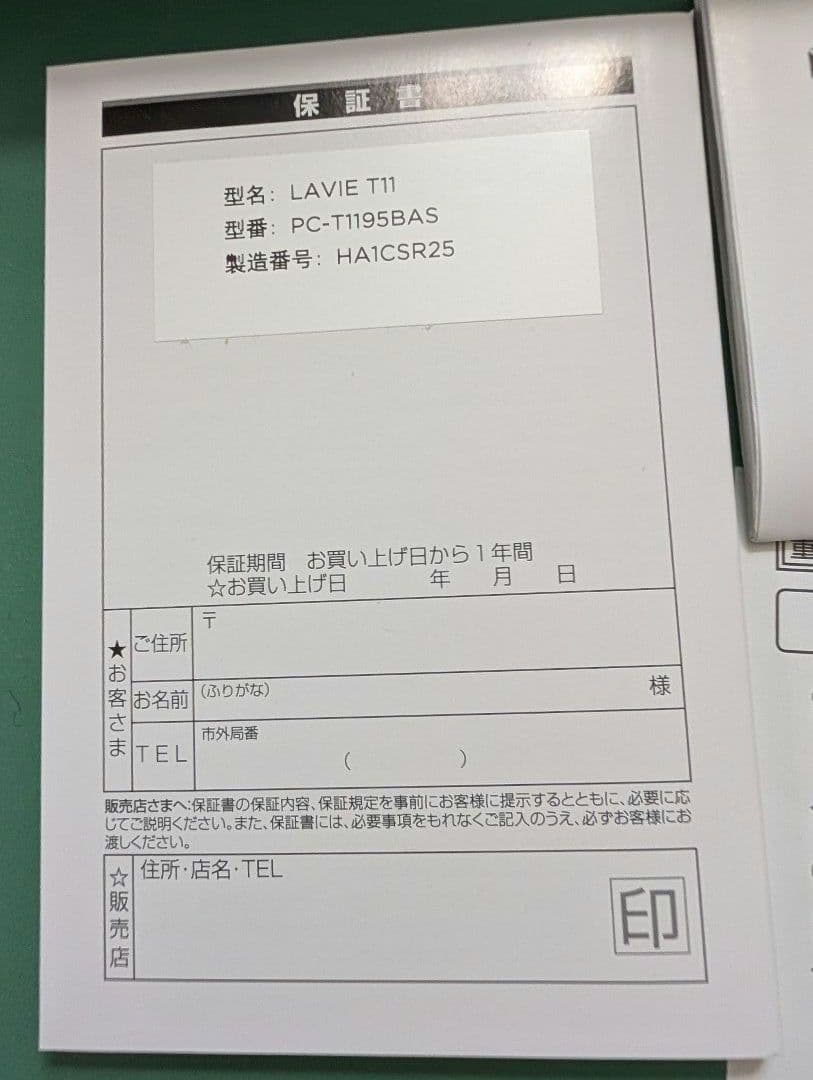 保証書
型名: LAVIE T11
型番: PC-T1195BAS
製造番号: HA1CSR25
保証期間　お買い上げ日から1年間
☆お買い上げ日　　　年　　月　　日
★お客さま
ご住所
〒
お名前
(ふりがな)
様
TEL
市外局番
(　　　　)
販売店さまへ:保証書の保証内容、保証規定を事前にお客様に提示するとともに、必要に応
じてご説明ください。また、保証書には、必要事項をもれなくご記入のうえ、必ずお客様にお
渡しください。
☆販売店
住所・店名・TEL
印